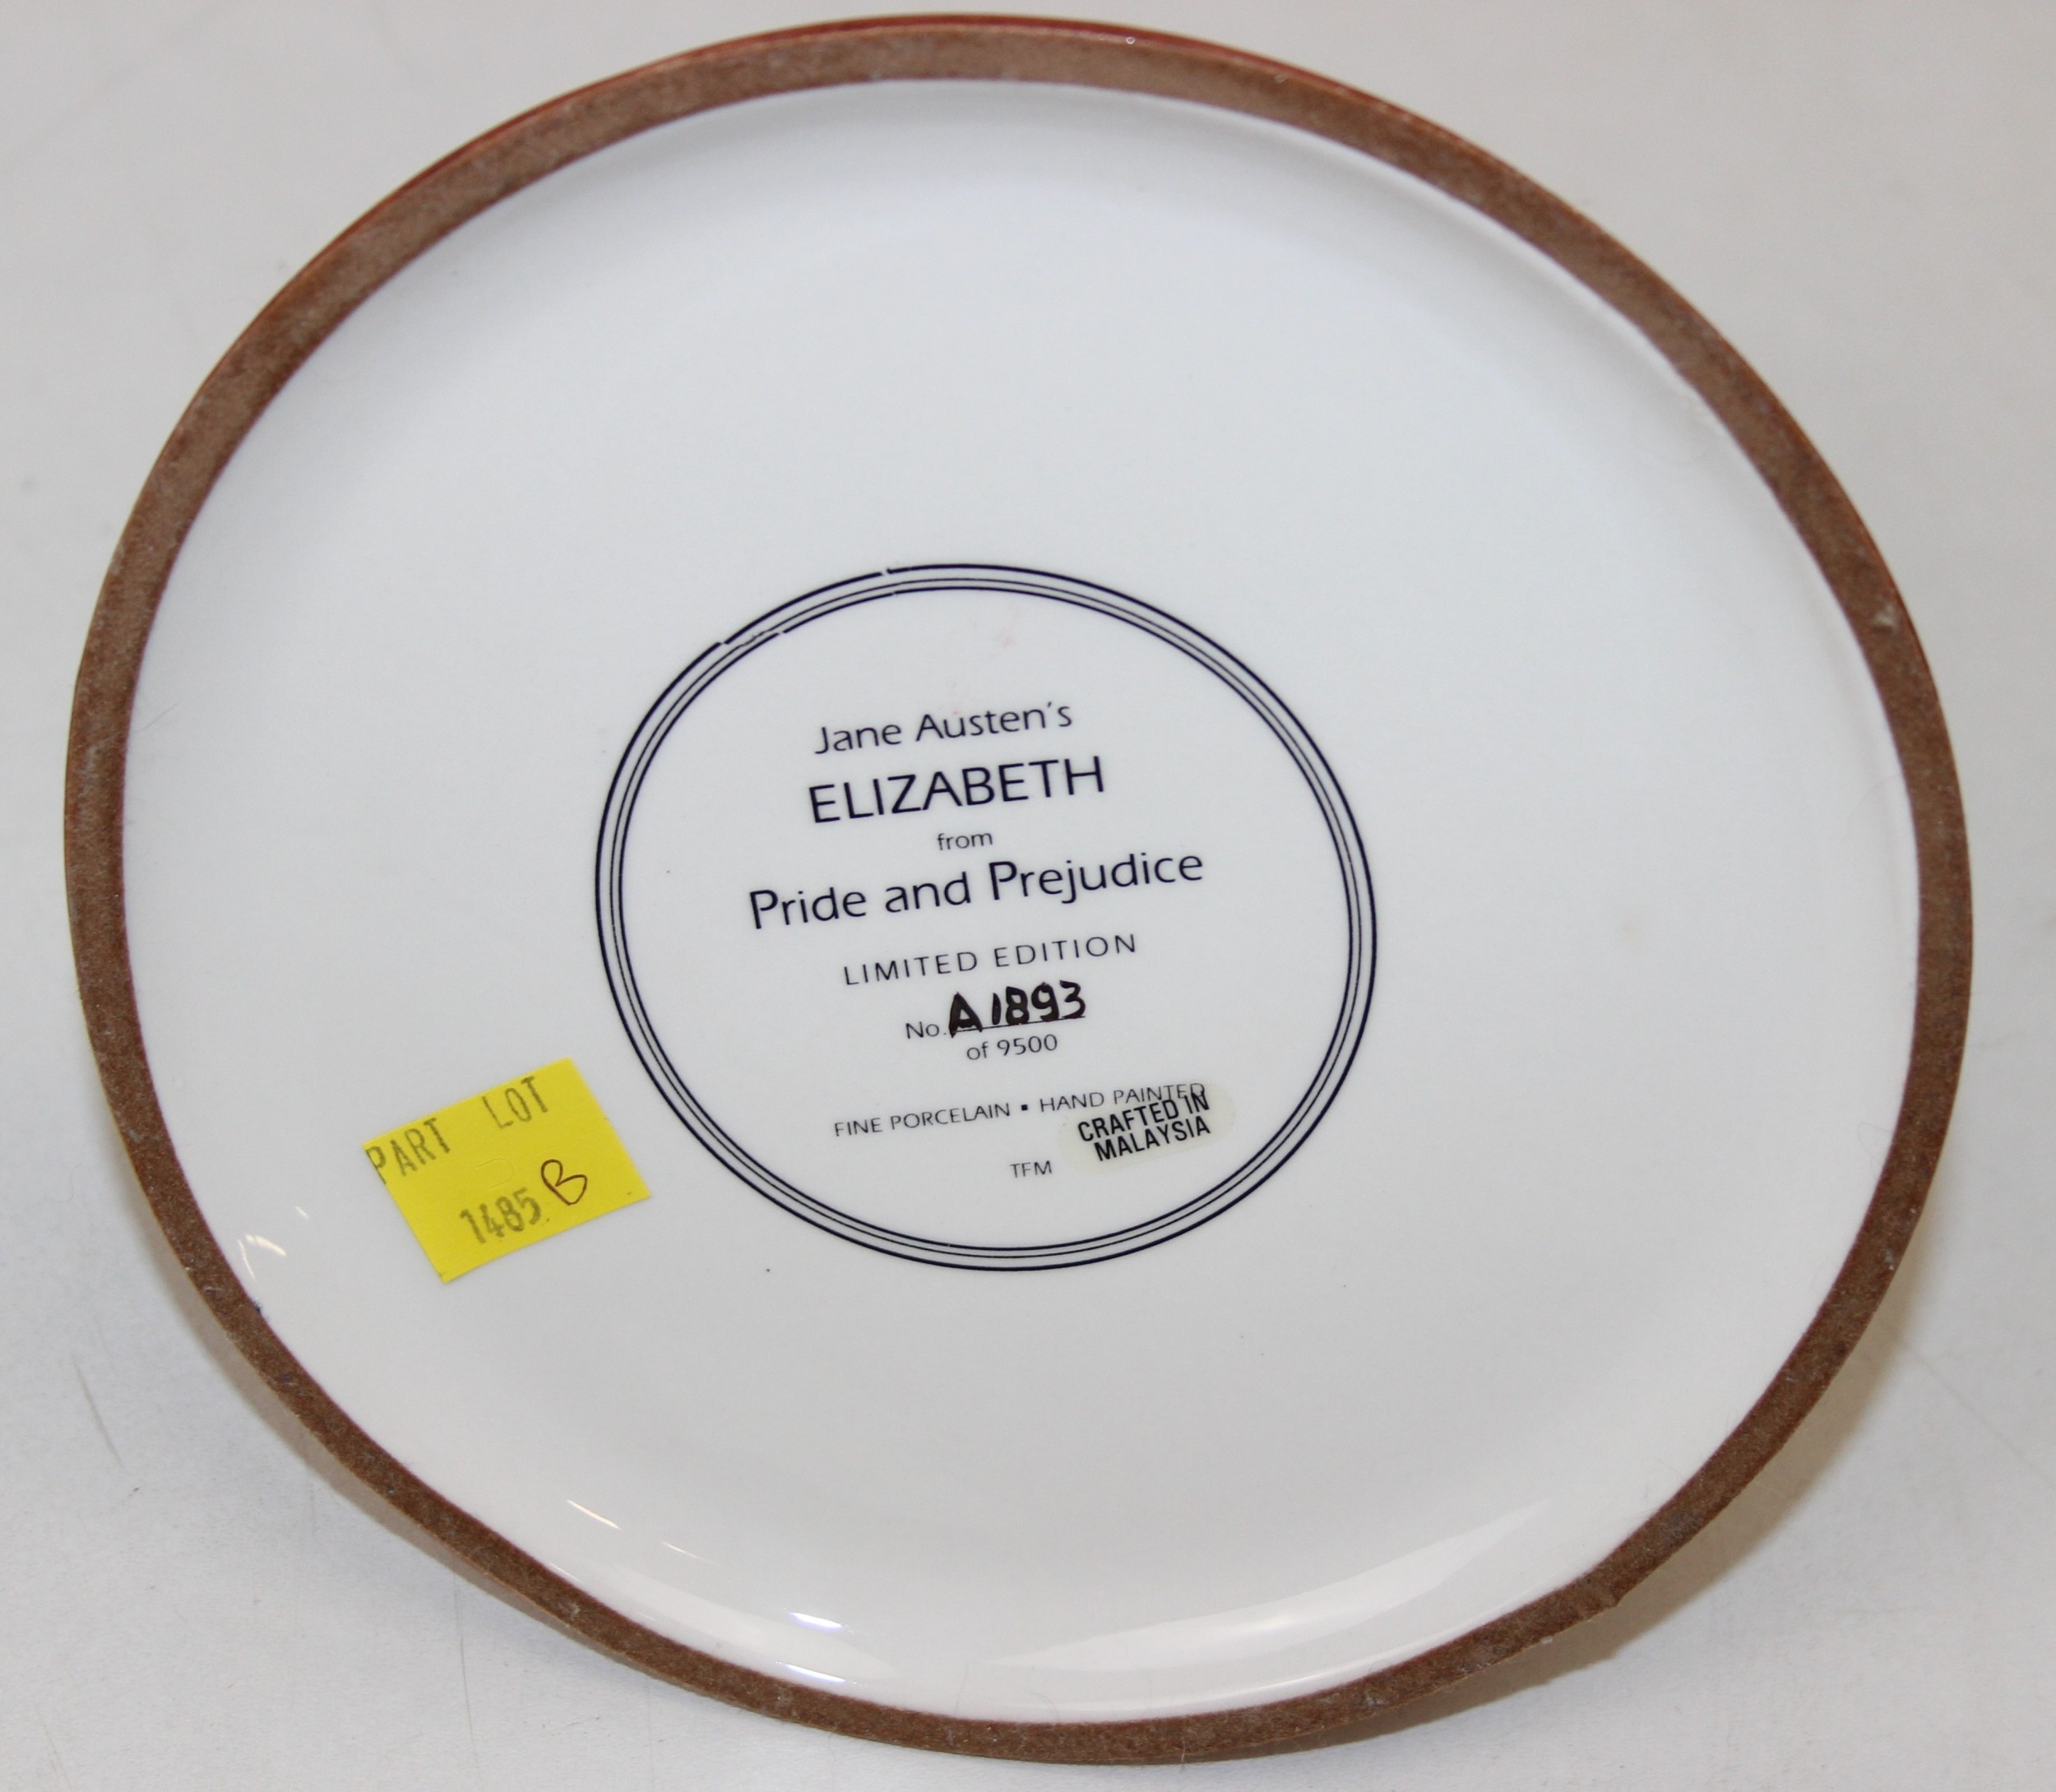 Jane Austen's
ELIZABETH
from
Pride and Prejudice
LIMITED EDITION
No. A1893
of 9500
FINE PORCELAIN ▪ HAND PAINTED
CRAFTED IN
MALAYSIA
TFM
PART LOT
1485 B